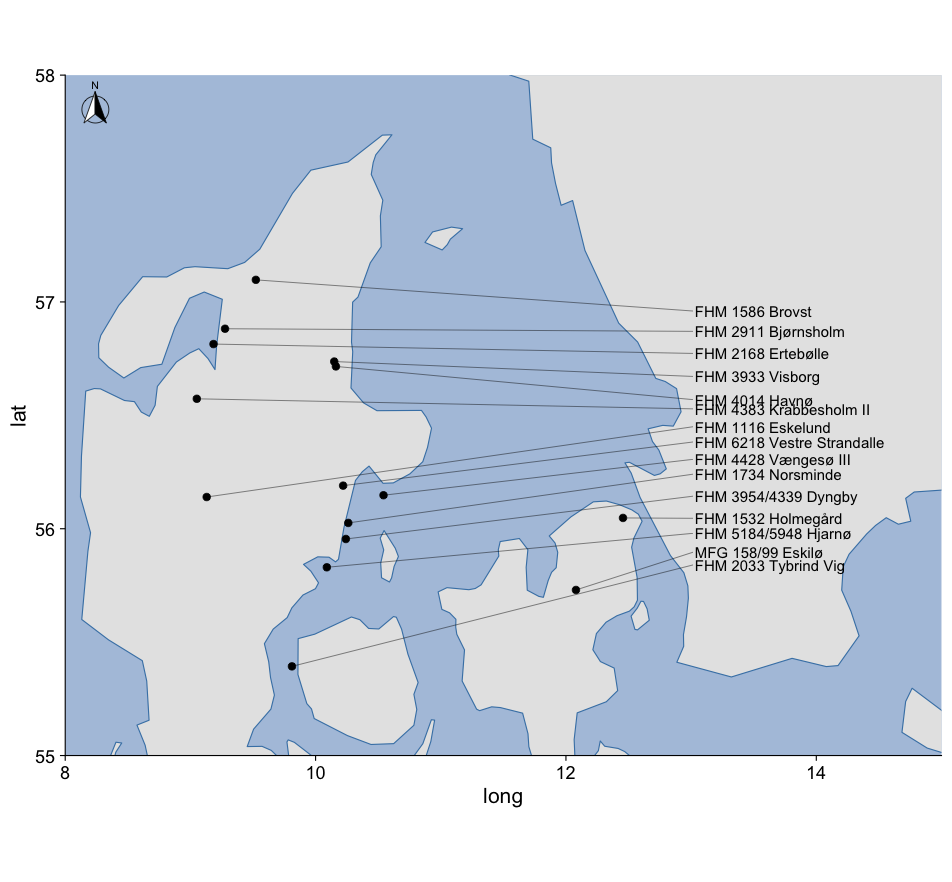 58
N
57
FHM 1586 Brovst
FHM 2911 Bjørnsholm
FHM 2168 Ertebølle
FHM 3933 Visborg
FHM 4014 Havnø
FHM 4383 Krabbesholm II
lat
FHM 1116 Eskelund
FHM 6218 Vestre Strandalle
FHM 4428 Vængesø III
FHM 1734 Norsminde
FHM 3954/4339 Dyngby
56
FHM 1532 Holmegård
FHM 5184/5948 Hjarnø
MFG 158/99 Eskilø
FHM 2033 Tybrind Vig
55
8
10
12
14
long